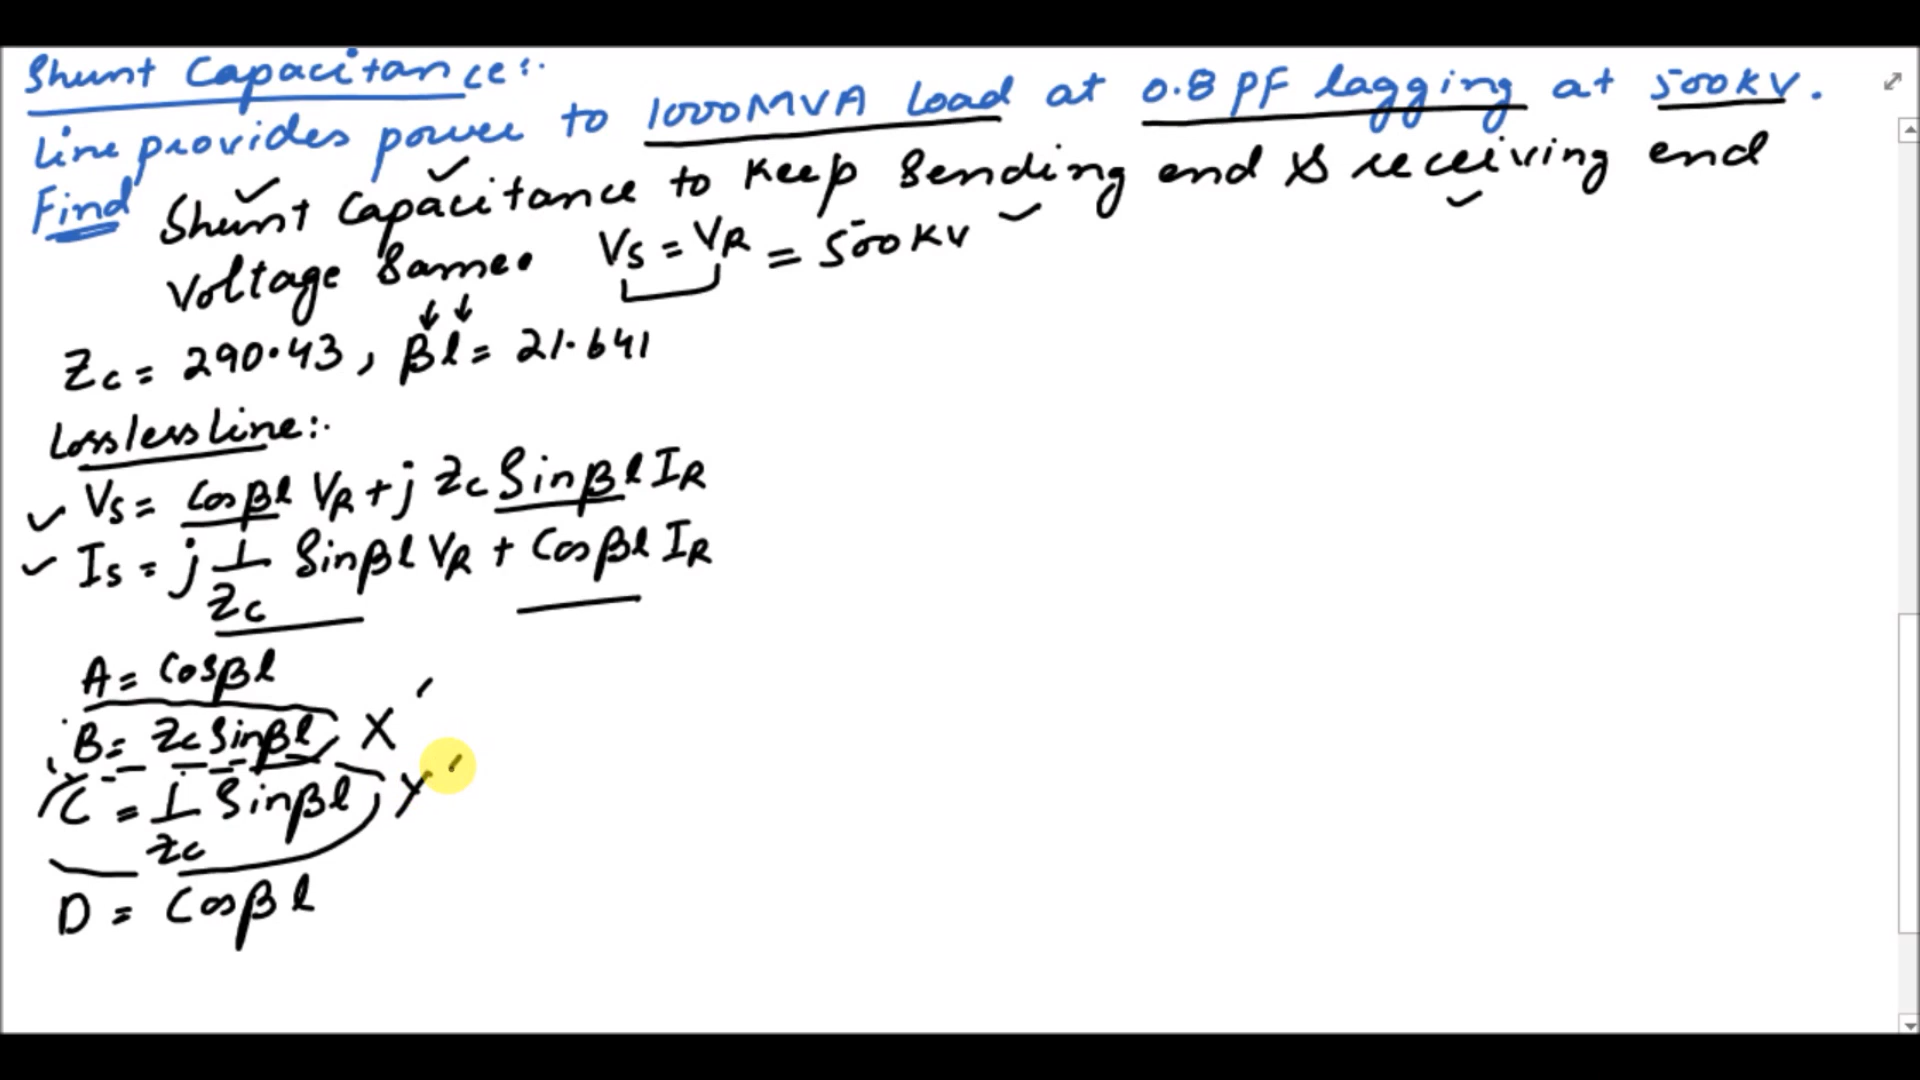 Shunt Capacitance:.
Line provides power to 1000MVA Load at 0.8 PF lagging at 500kV.
Find Shunt Capacitance to Keep Sending end & receiving end
Voltage Same. Vs = VR = 500KV
Zc = 290.43, βl = 21.641
Lossless Line:.
Vs = Cosβl VR + j Zc Sinβl IR
Is = j 1/Zc Sinβl VR + Cosβl IR
A = Cosβl
B = Zc Sinβl X'
C = 1/Zc Sinβl Y'
D = Cosβl